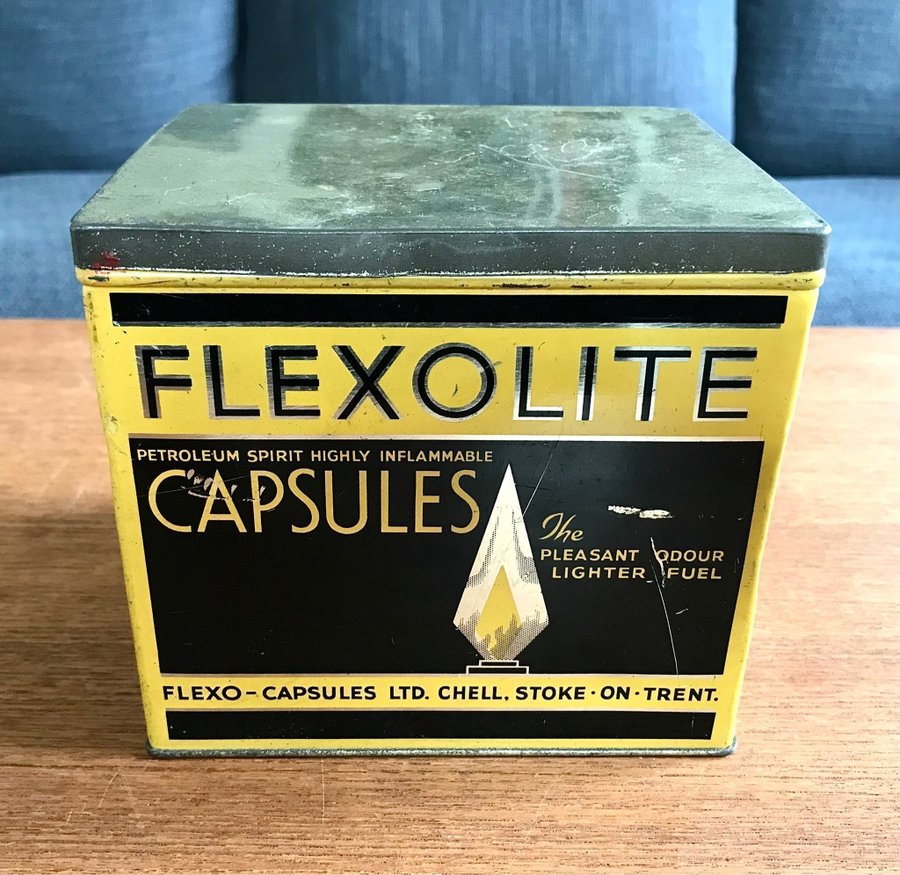 FLEXOLITE
PETROLEUM SPIRIT HIGHLY INFLAMMABLE
CAPSULES
The
PLEASANT ODOUR
LIGHTER FUEL
FLEXO-CAPSULES LTD. CHELL, STOKE·ON·TRENT.